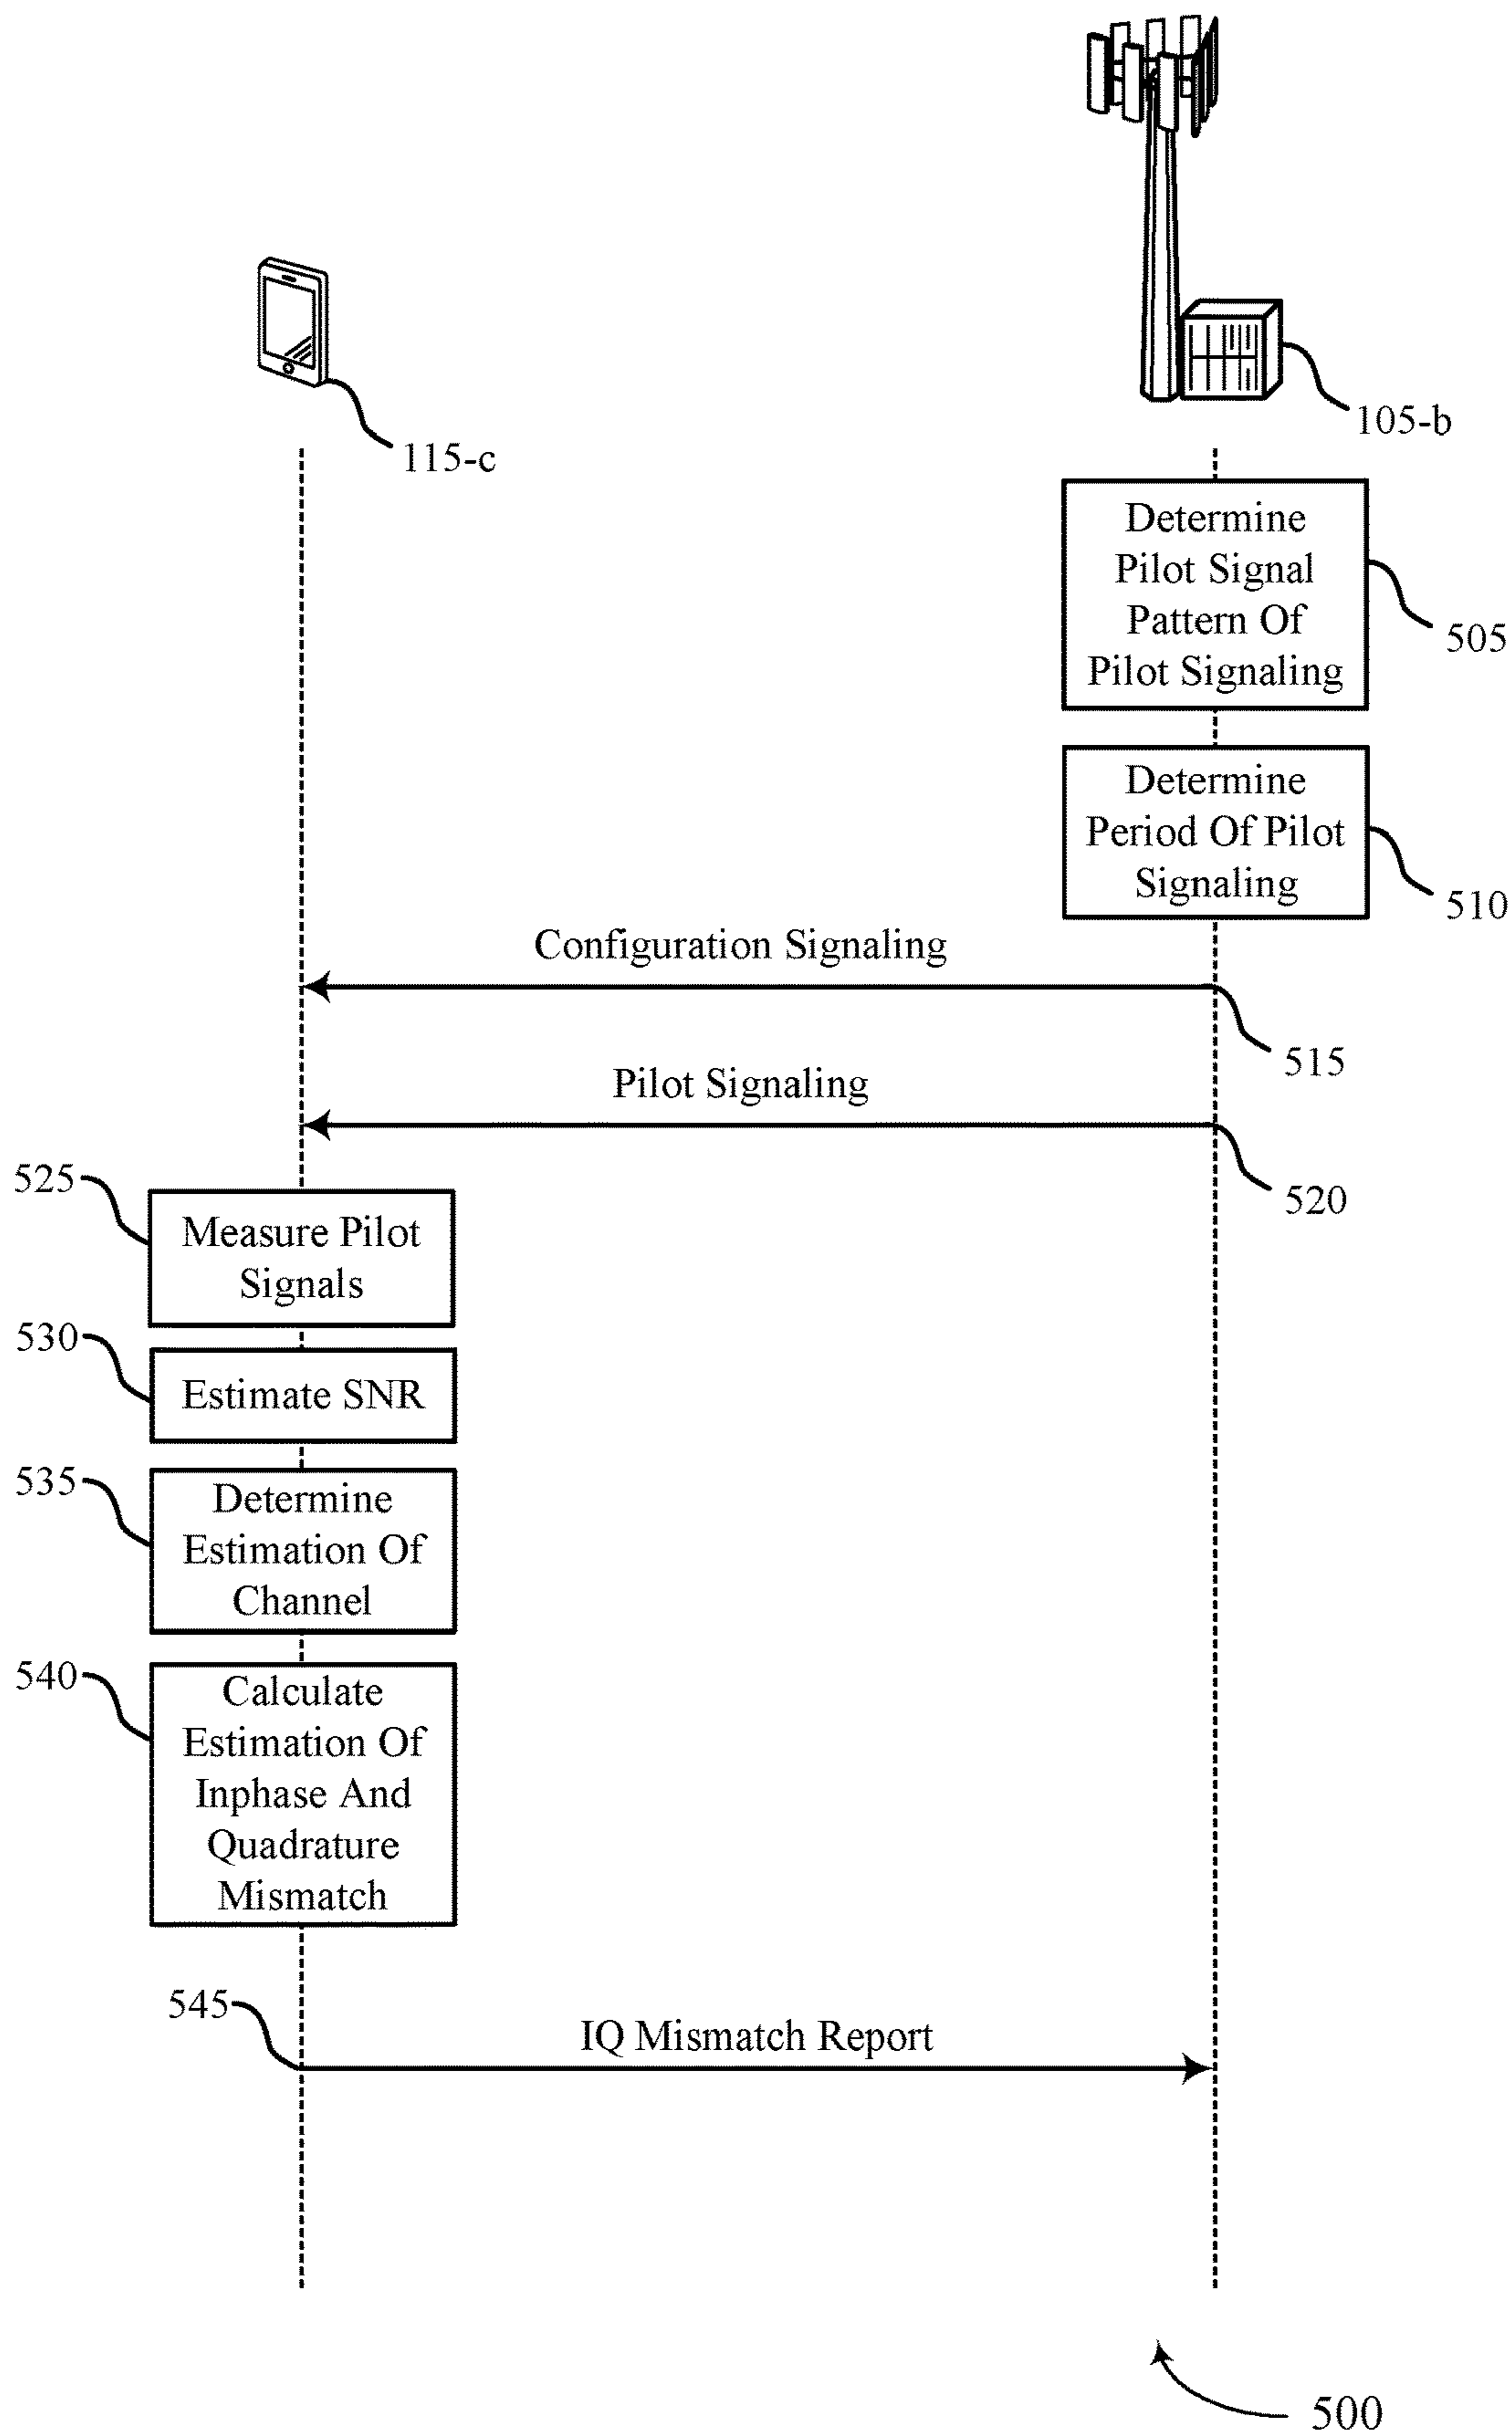 105-b
115-c
Determine
Pilot Signal
Pattern Of
Pilot Signaling
505
Determine
Period Of Pilot
Signaling
510
Configuration Signaling
515
Pilot Signaling
520
525
Measure Pilot
Signals
530
Estimate SNR
535
Determine
Estimation Of
Channel
540
Calculate
Estimation Of
Inphase And
Quadrature
Mismatch
545
IQ Mismatch Report
500